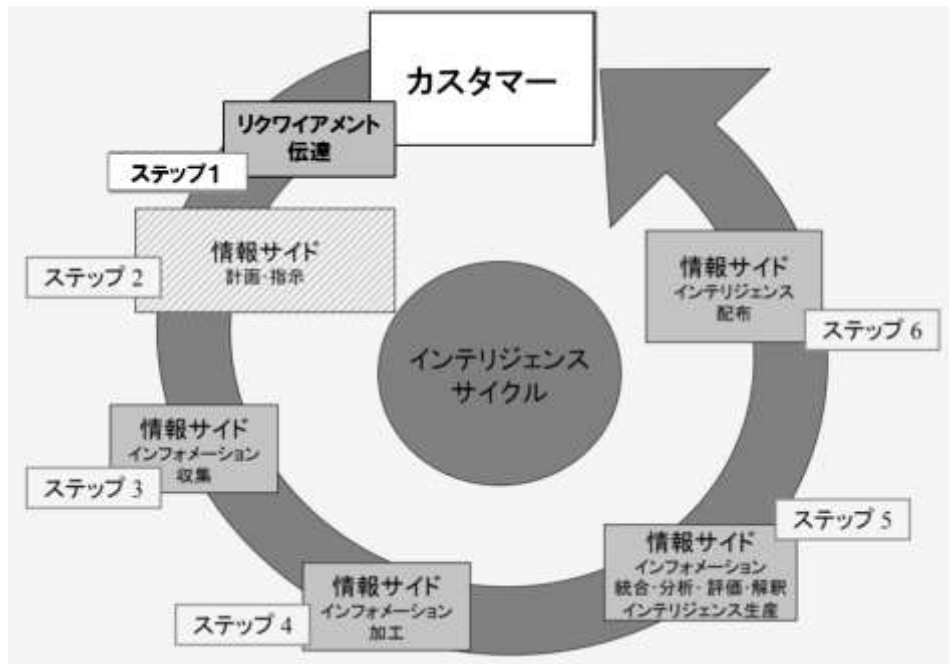 カスタマー
リクワイアメント
伝達
ステップ1
情報サイド
計画・指示
ステップ 2
情報サイド
インフォメーション
収集
ステップ 3
情報サイド
インフォメーション
加工
ステップ 4
情報サイド
インフォメーション
統合・分析・評価・解釈
インテリジェンス生産
ステップ 5
情報サイド
インテリジェンス
配布
ステップ 6
インテリジェンス
サイクル